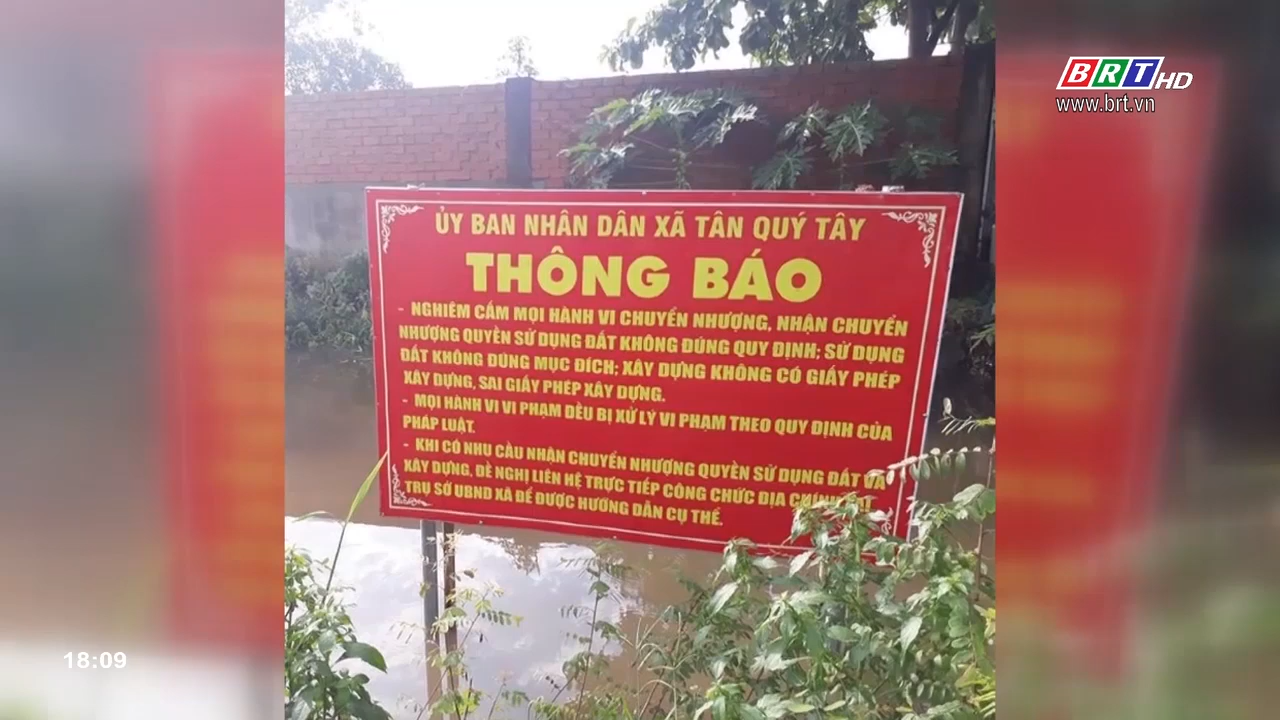 BRT HD
www.brt.vn
ỦY BAN NHÂN DÂN XÃ TÂN QUÝ TÂY
THÔNG BÁO
- NGHIÊM CẤM MỌI HÀNH VI CHUYỂN NHƯỢNG, NHẬN CHUYỂN
NHƯỢNG QUYỀN SỬ DỤNG ĐẤT KHÔNG ĐÚNG QUY ĐỊNH; SỬ DỤNG
ĐẤT KHÔNG ĐÚNG MỤC ĐÍCH; XÂY DỰNG KHÔNG CÓ GIẤY PHÉP
XÂY DỰNG, SAI GIẤY PHÉP XÂY DỰNG.
- MỌI HÀNH VI VI PHẠM ĐỀU BỊ XỬ LÝ VI PHẠM THEO QUY ĐỊNH CỦA
PHÁP LUẬT.
- KHI CÓ NHU CẦU NHẬN CHUYỂN NHƯỢNG QUYỀN SỬ DỤNG ĐẤT VÀ
XÂY DỰNG, ĐỀ NGHỊ LIÊN HỆ TRỰC TIẾP CÔNG CHỨC ĐỊA CHÍNH TẠI
TRỤ SỞ UBND XÃ ĐỂ ĐƯỢC HƯỚNG DẪN CỤ THỂ.
18:09